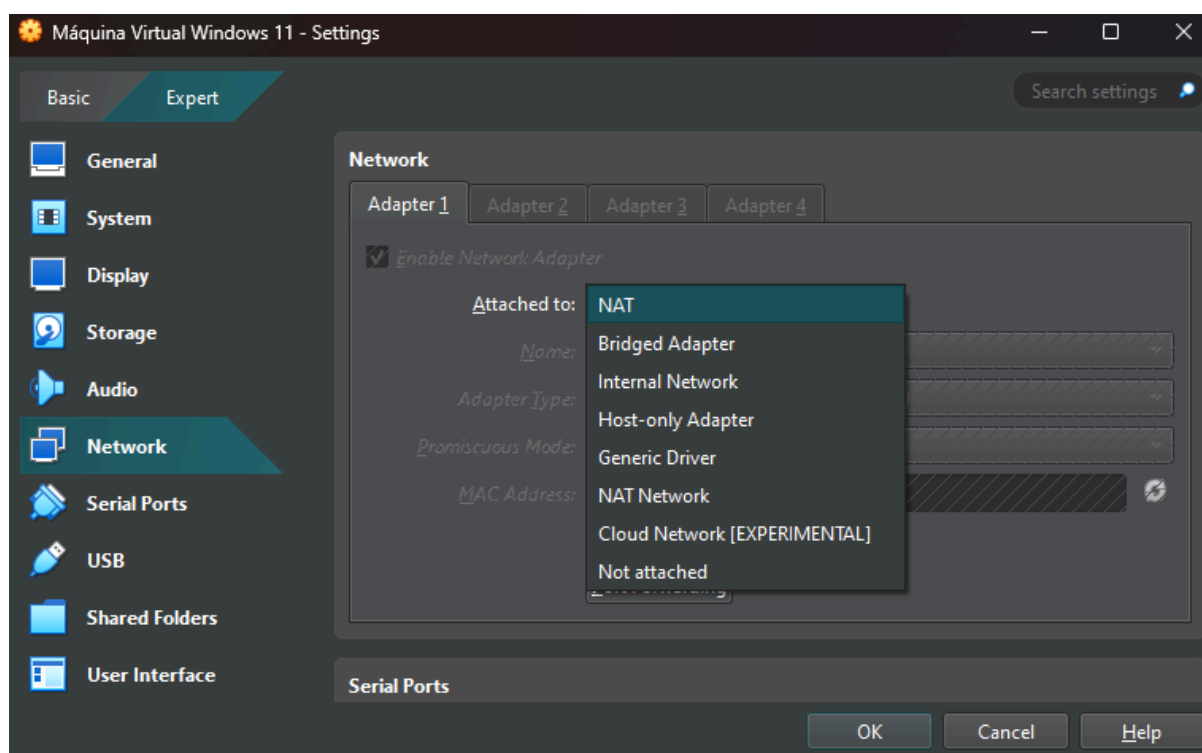 Máquina Virtual Windows 11 - Settings
Basic
Expert
Search settings
General
System
Display
Storage
Audio
Network
Serial Ports
USB
Shared Folders
User Interface
Network
Adapter 1
Adapter 2
Adapter 3
Adapter 4
Enable Network Adapter
Attached to:
NAT
Bridged Adapter
Internal Network
Host-only Adapter
Generic Driver
NAT Network
Cloud Network [EXPERIMENTAL]
Not attached
Name:
Adapter Type:
Promiscuous Mode:
MAC Address:
Serial Ports
OK
Cancel
Help